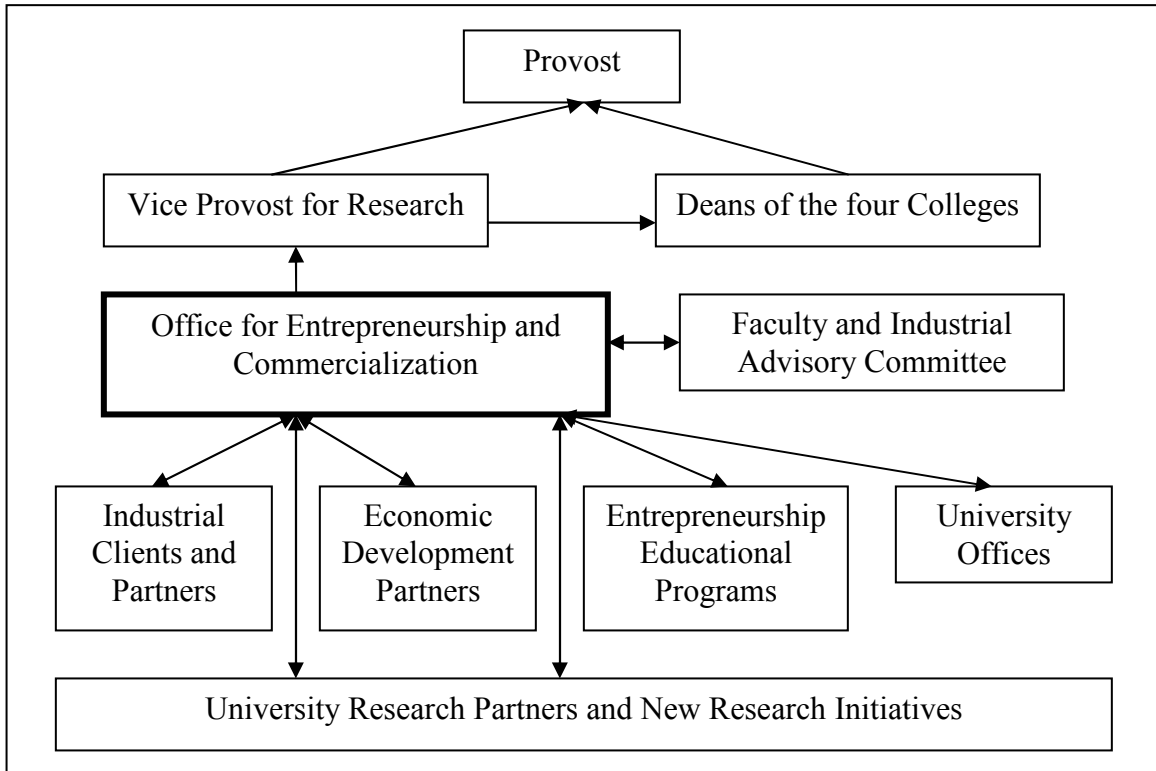 Provost
Vice Provost for Research
Deans of the four Colleges
Office for Entrepreneurship and
Commercialization
Faculty and Industrial
Advisory Committee
Industrial
Clients and
Partners
Economic
Development
Partners
Entrepreneurship
Educational
Programs
University
Offices
University Research Partners and New Research Initiatives